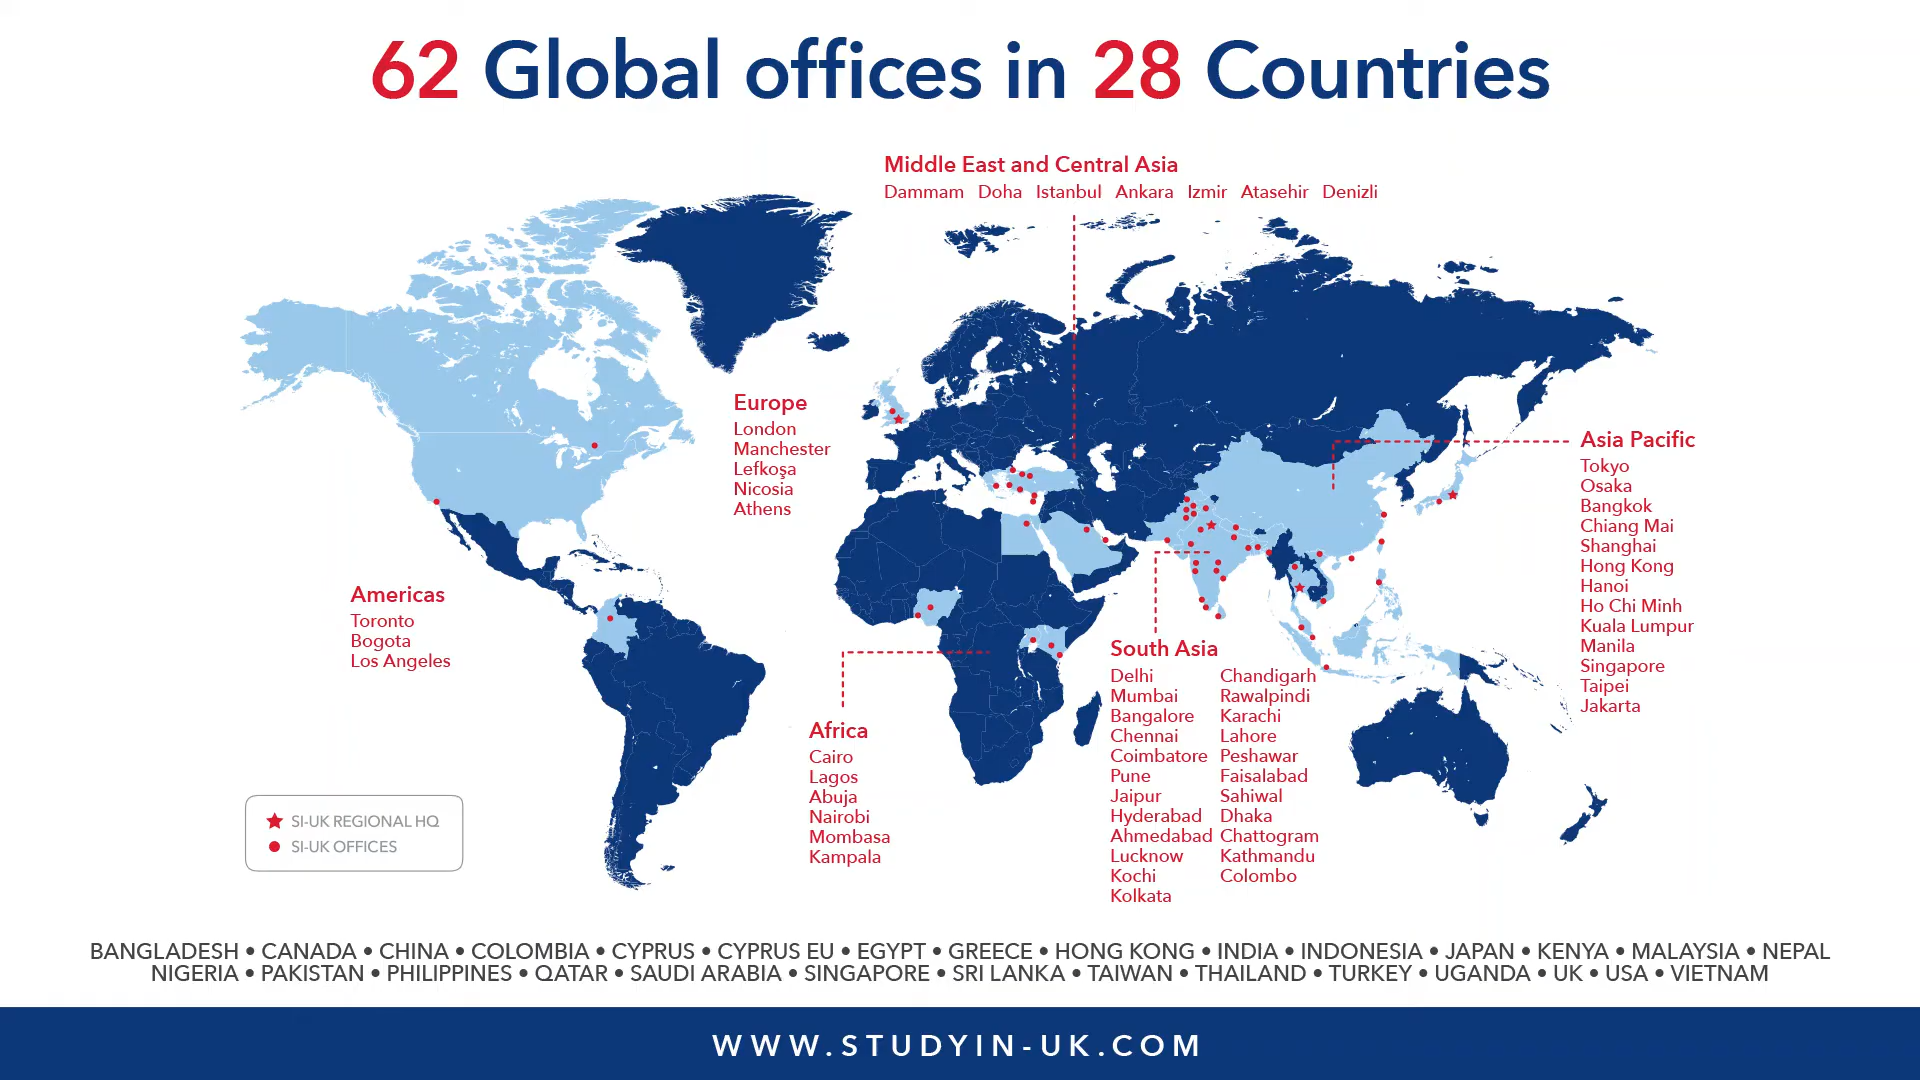 62 Global offices in 28 Countries
Middle East and Central Asia
Dammam Doha Istanbul Ankara Izmir Atasehir Denizli
Europe
London
Manchester
Lefkoşa
Nicosia
Athens
Asia Pacific
Tokyo
Osaka
Bangkok
Chiang Mai
Shanghai
Hong Kong
Hanoi
Ho Chi Minh
Kuala Lumpur
Manila
Singapore
Taipei
Jakarta
Americas
Toronto
Bogota
Los Angeles
South Asia
Delhi
Mumbai
Bangalore
Chennai
Coimbatore
Pune
Jaipur
Hyderabad
Ahmedabad
Lucknow
Kochi
Kolkata
Chandigarh
Rawalpindi
Karachi
Lahore
Peshawar
Faisalabad
Sahiwal
Dhaka
Chattogram
Kathmandu
Colombo
Africa
Cairo
Lagos
Abuja
Nairobi
Mombasa
Kampala
SI-UK REGIONAL HQ
SI-UK OFFICES
BANGLADESH • CANADA • CHINA • COLOMBIA • CYPRUS • CYPRUS EU • EGYPT • GREECE • HONG KONG • INDIA • INDONESIA • JAPAN • KENYA • MALAYSIA • NEPAL
NIGERIA • PAKISTAN • PHILIPPINES • QATAR • SAUDI ARABIA • SINGAPORE • SRI LANKA • TAIWAN • THAILAND • TURKEY • UGANDA • UK • USA • VIETNAM
WWW.STUDYIN-UK.COM